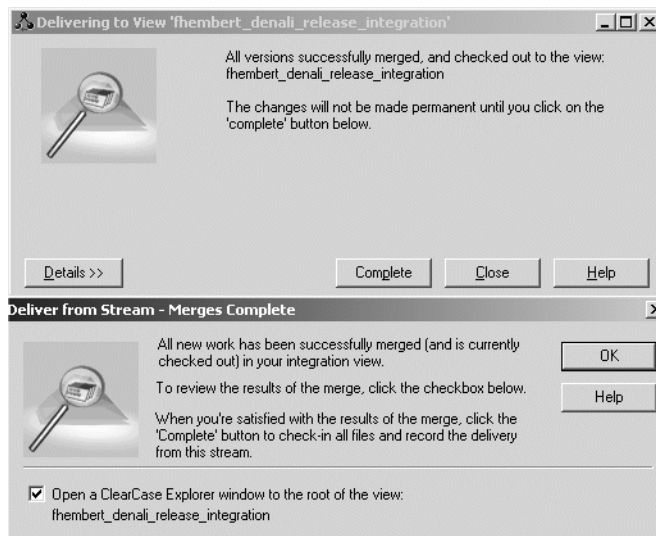 Delivering to View 'fhembert_denali_release_integration'
All versions successfully merged, and checked out to the view:
fhembert_denali_release_integration
The changes will not be made permanent until you click on the
'complete' button below.
Details >> Complete Close Help
Deliver from Stream - Merges Complete
All new work has been successfully merged (and is currently
checked out) in your integration view.
OK
To review the results of the merge, click the checkbox below.
Help
When you're satisfied with the results of the merge, click the
'Complete' button to check-in all files and record the delivery
from this stream.
Open a ClearCase Explorer window to the root of the view:
fhembert_denali_release_integration